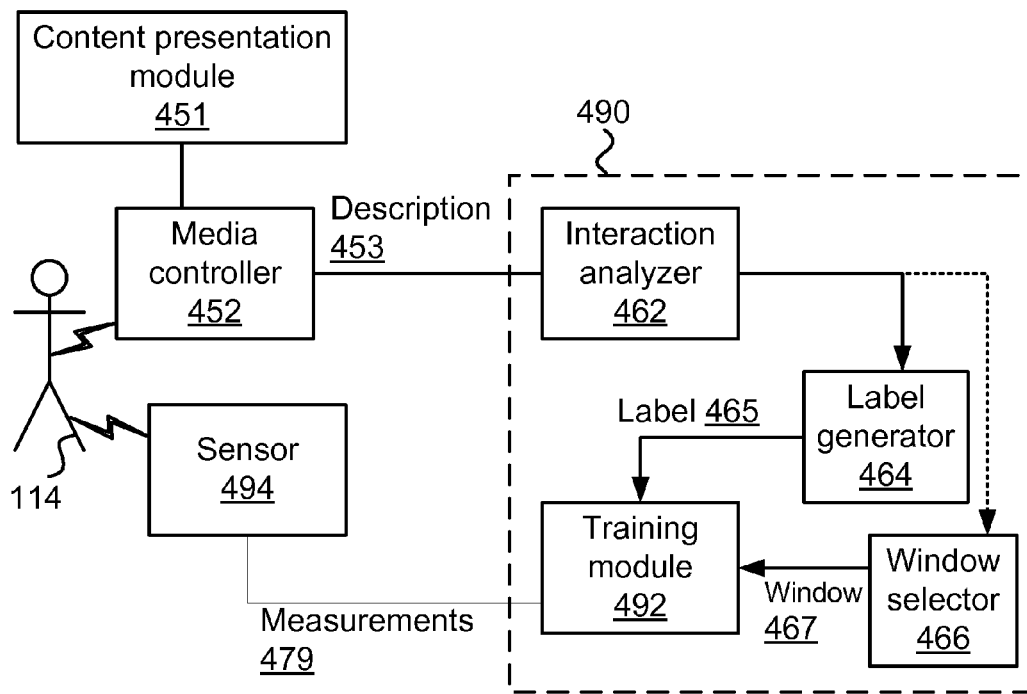 Content presentation
module
451
490
Description
453
Media
controller
452
Interaction
analyzer
462
Label 465
Label
generator
464
Sensor
494
114
Training
module
492
Window
467
Window
selector
466
Measurements
479